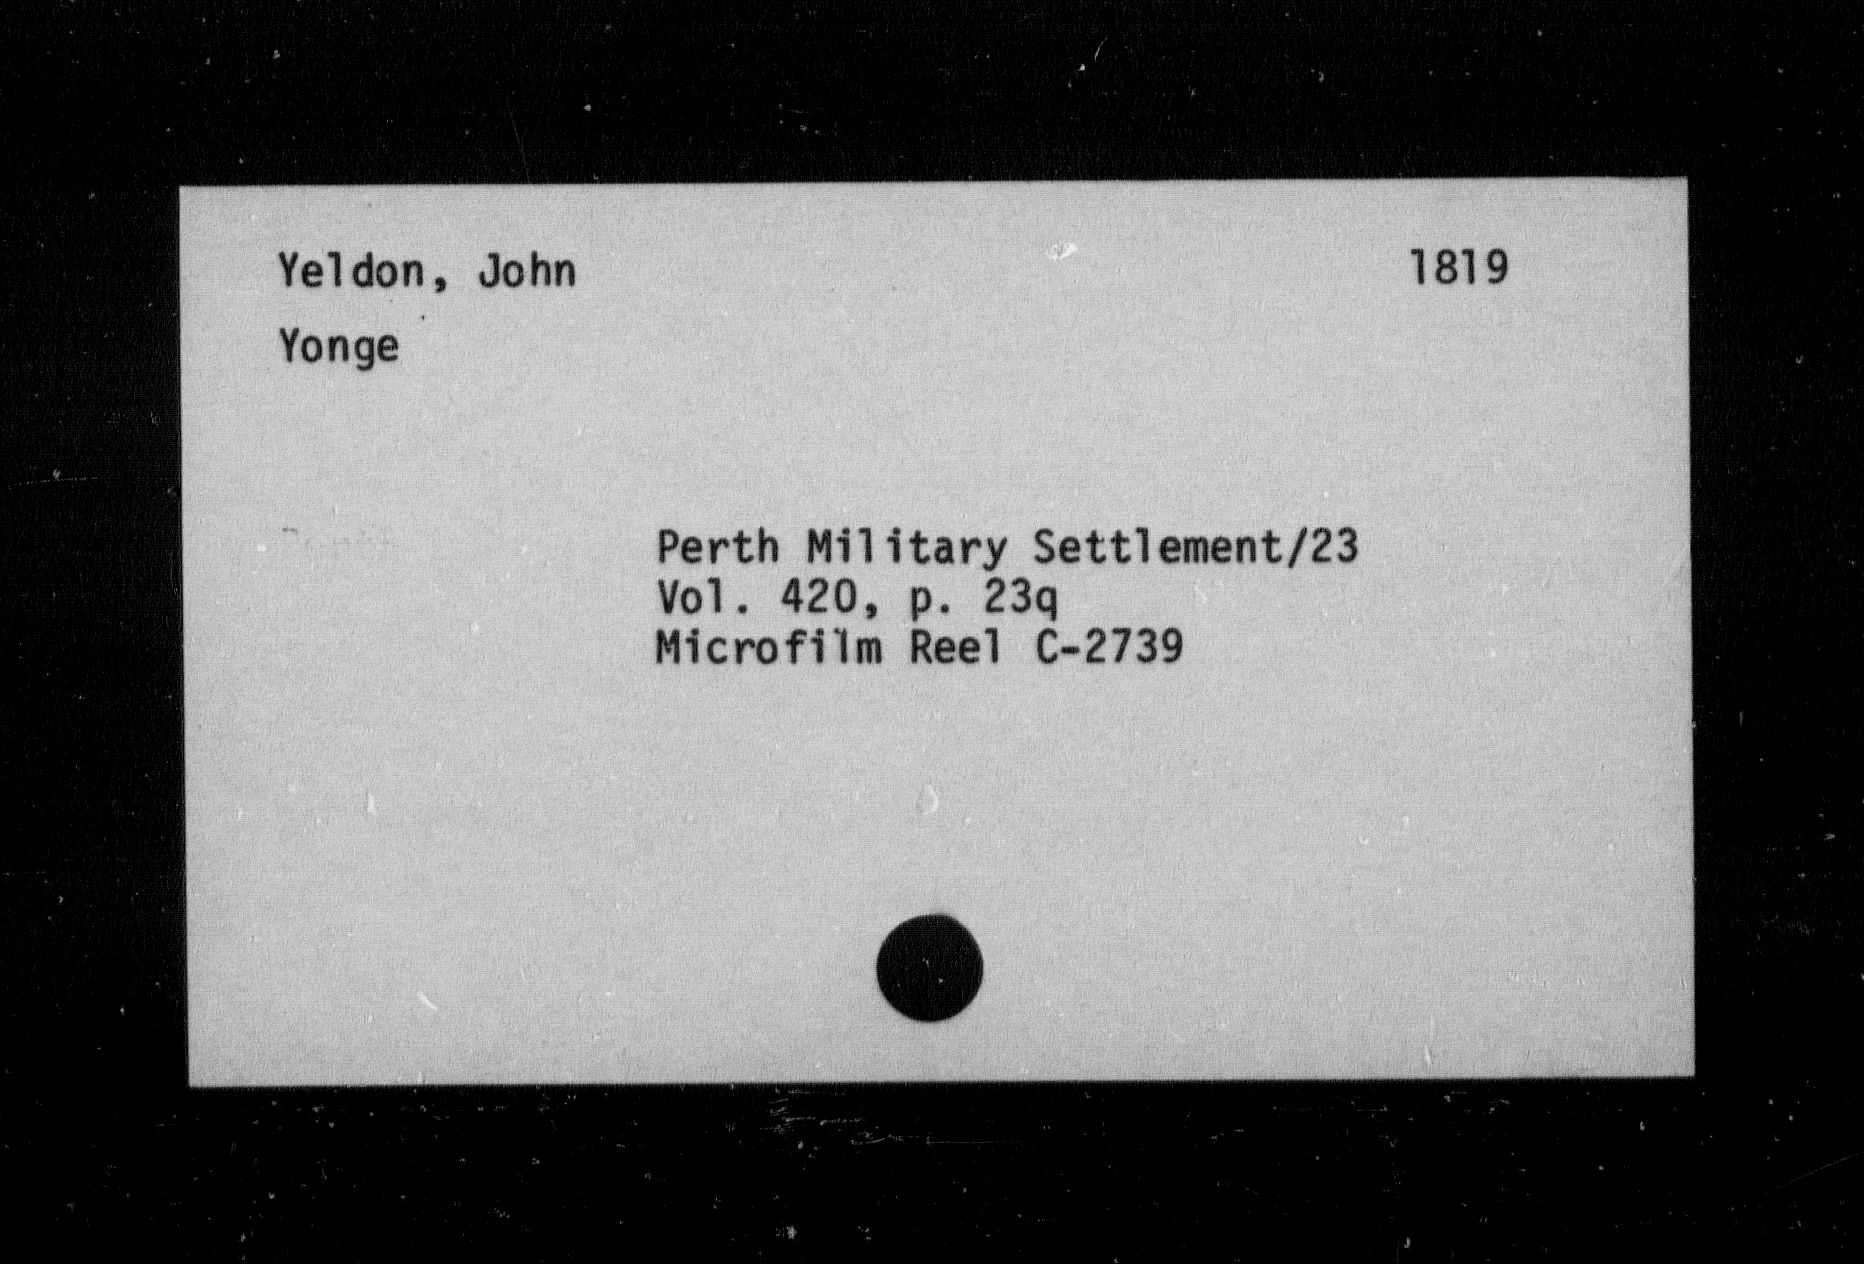 Yeldon, John 1819
Yonge
Perth Military Settlement/23
Vol. 420, p. 23q
Microfilm Reel C-2739